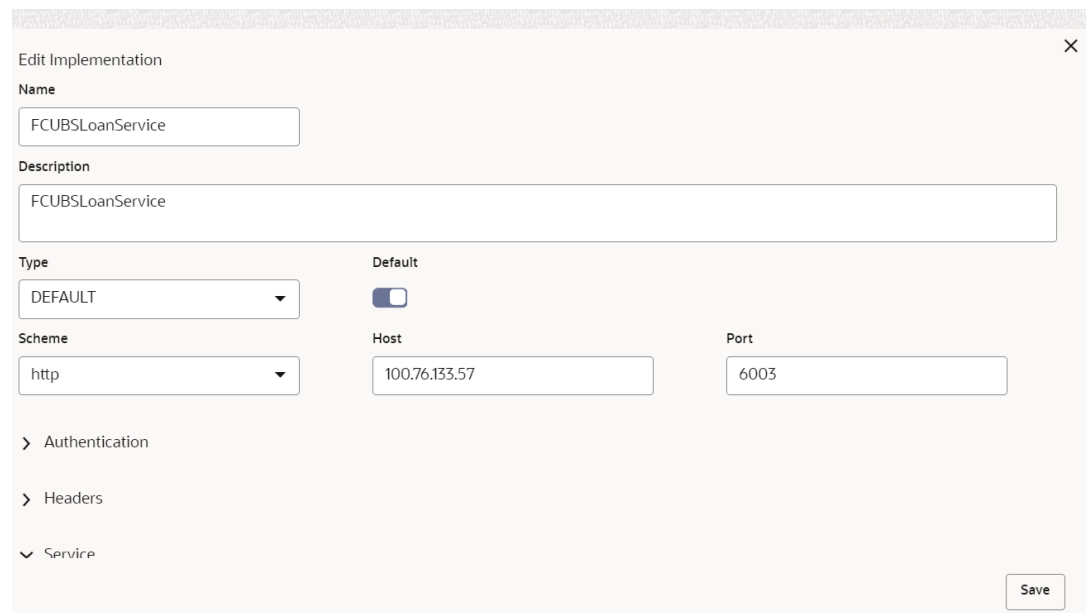 Edit Implementation
Name
FCUBSLoanService
Description
FCUBSLoanService
Type Default
DEFAULT
Scheme Host Port
http 100.76.133.57 6003
Authentication
Headers
Service
Save